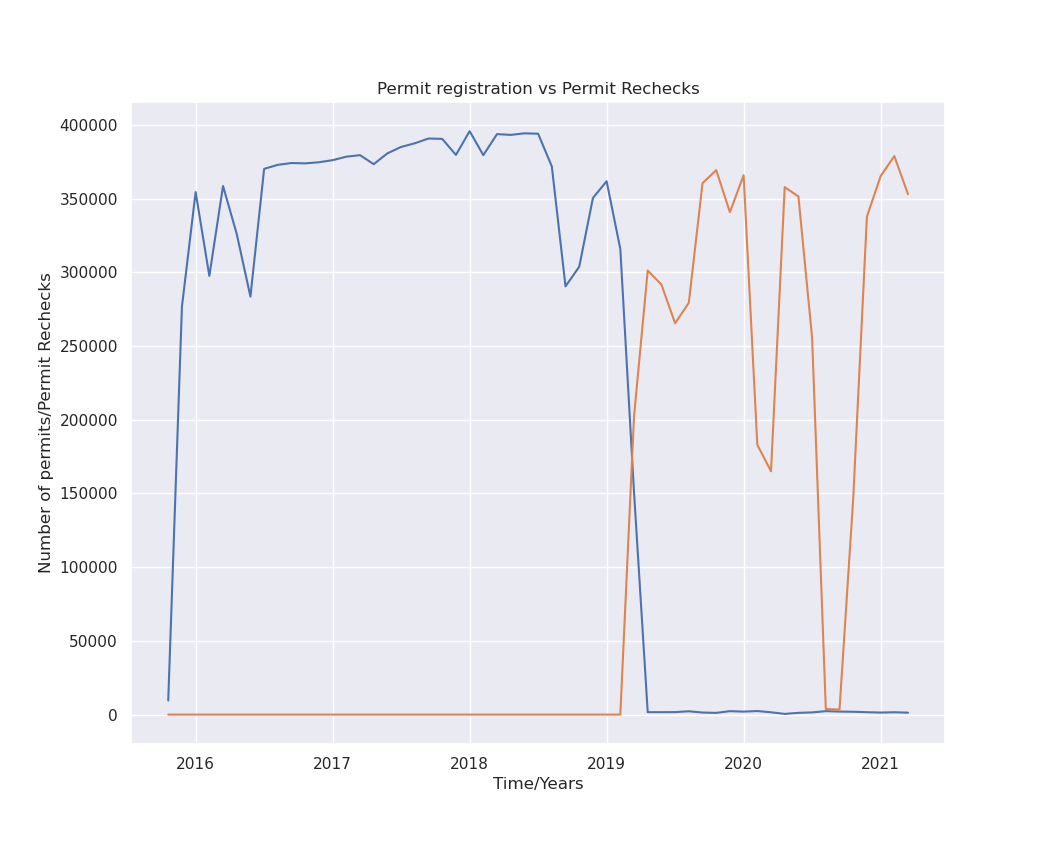 Permit registration vs Permit Rechecks
Number of permits/Permit Rechecks
400000
350000
300000
250000
200000
150000
100000
50000
0
2016 2017 2018 2019 2020 2021
Time/Years